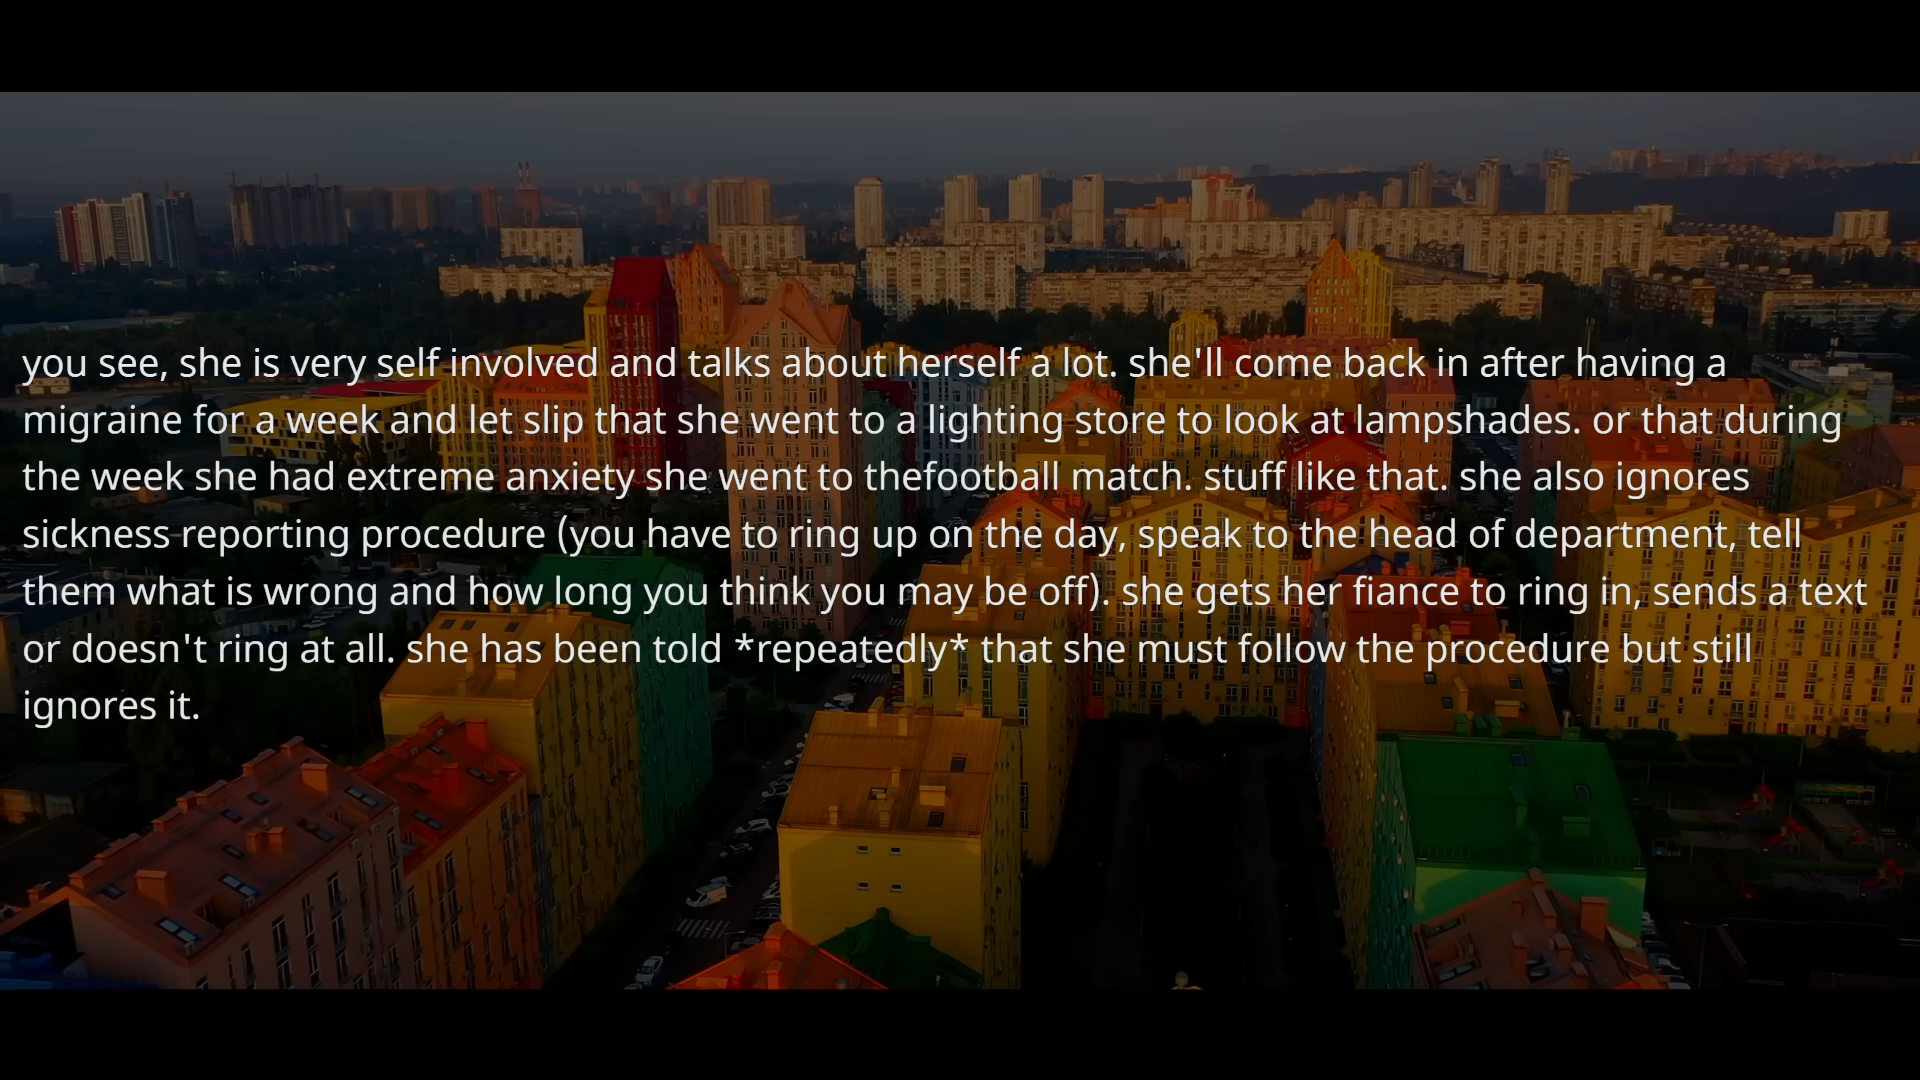 you see, she is very self involved and talks about herself a lot. she'll come back in after having a
migraine for a week and let slip that she went to a lighting store to look at lampshades. or that during
the week she had extreme anxiety she went to thefootball match. stuff like that. she also ignores
sickness reporting procedure (you have to ring up on the day, speak to the head of department, tell
them what is wrong and how long you think you may be off). she gets her fiance to ring in, sends a text
or doesn't ring at all. she has been told *repeatedly* that she must follow the procedure but still
ignores it.